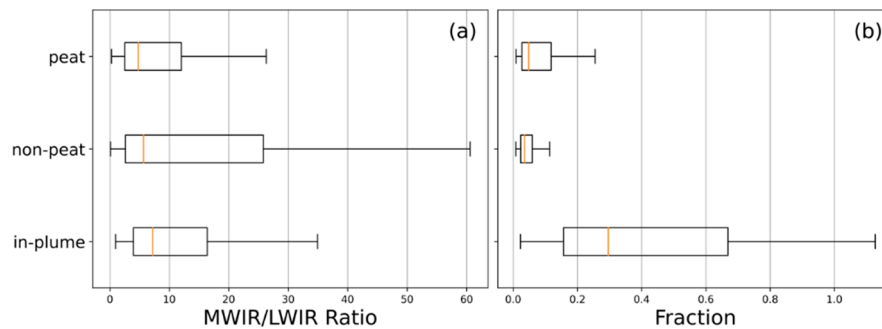 (a)
(b)
peat
non-peat
in-plume
0 10 20 30 40 50 60
0.0 0.2 0.4 0.6 0.8 1.0
MWIR/LWIR Ratio
Fraction